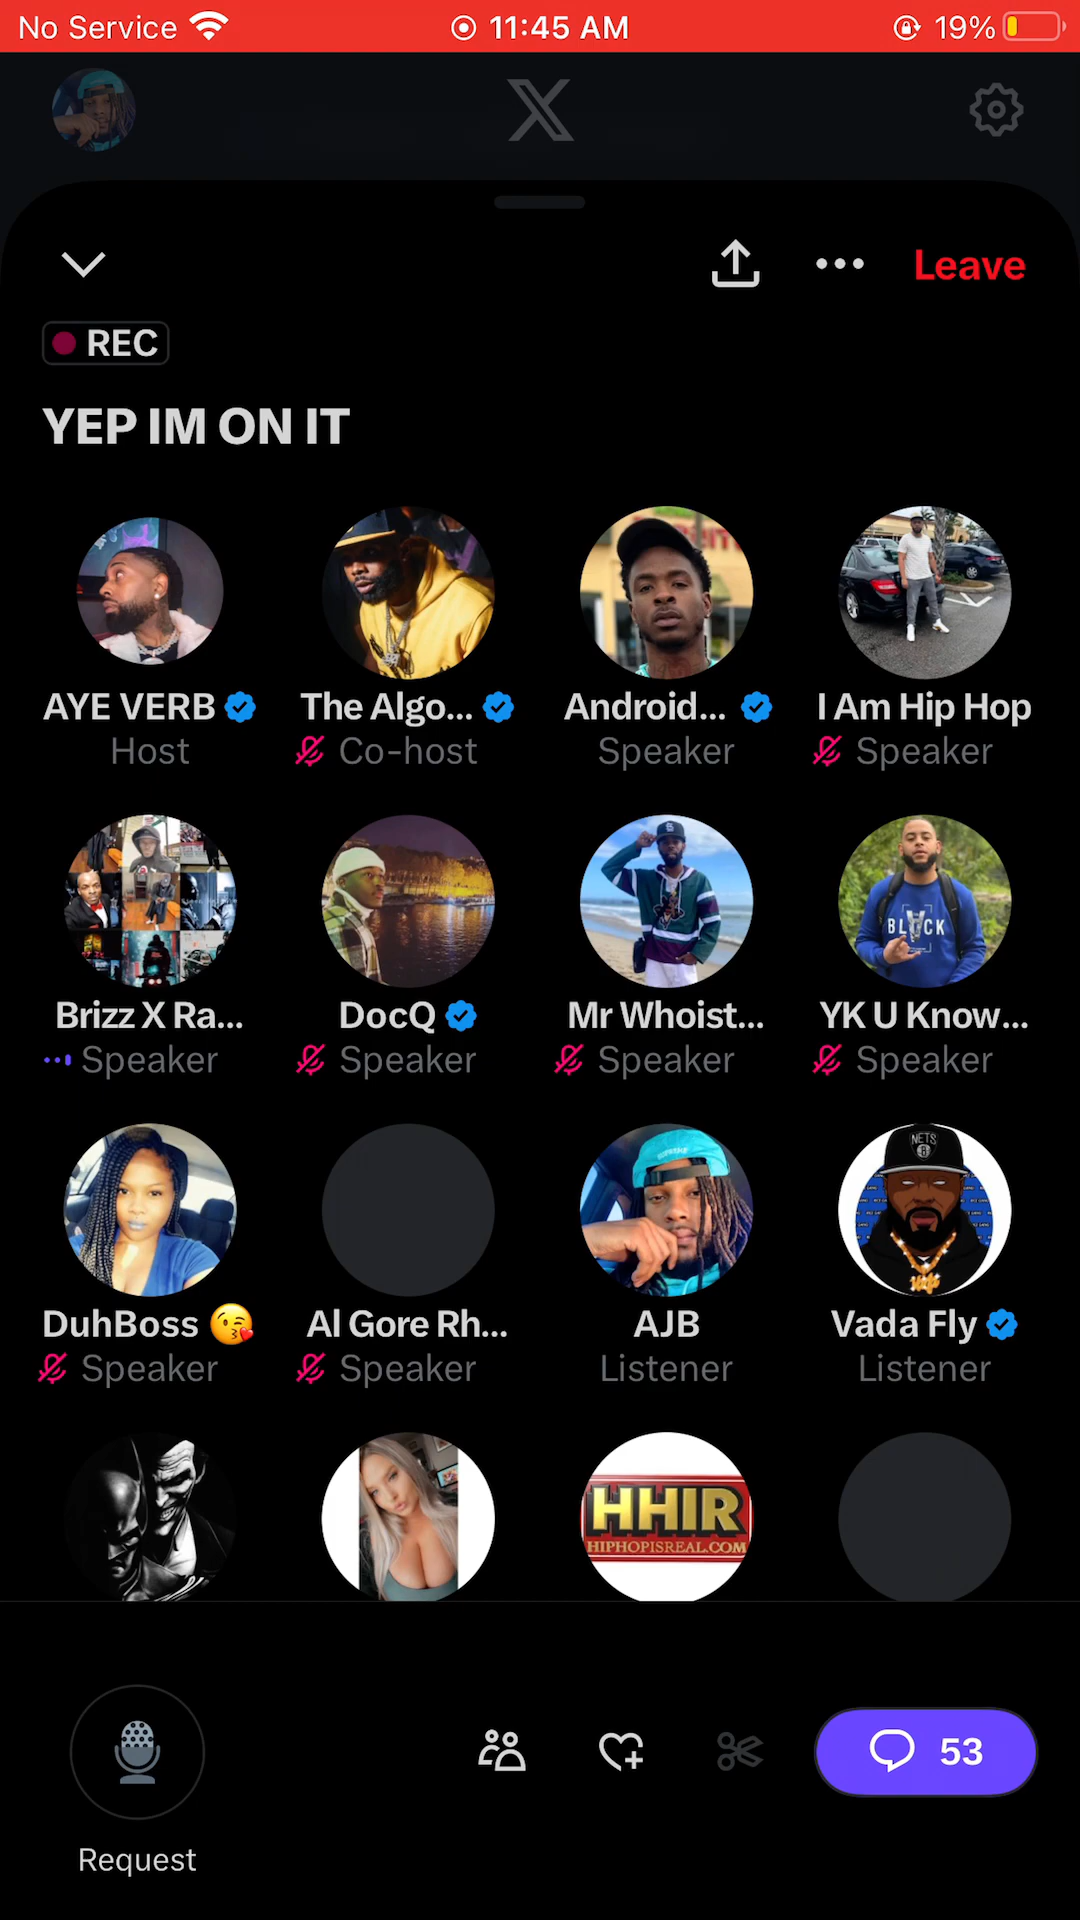 No Service 11:45 AM 19%
Leave
REC
YEP IM ON IT
AYE VERB The Algo... Android... I Am Hip Hop
Host Co-host Speaker Speaker
BLVCK
Brizz X Ra... DocQ Mr Whoist... YK U Know...
Speaker Speaker Speaker Speaker
NETS
DuhBoss 😘 Al Gore Rh... AJB Vada Fly
Speaker Speaker Listener Listener
HHIR
HIPHOPISREAL.COM
53
Request